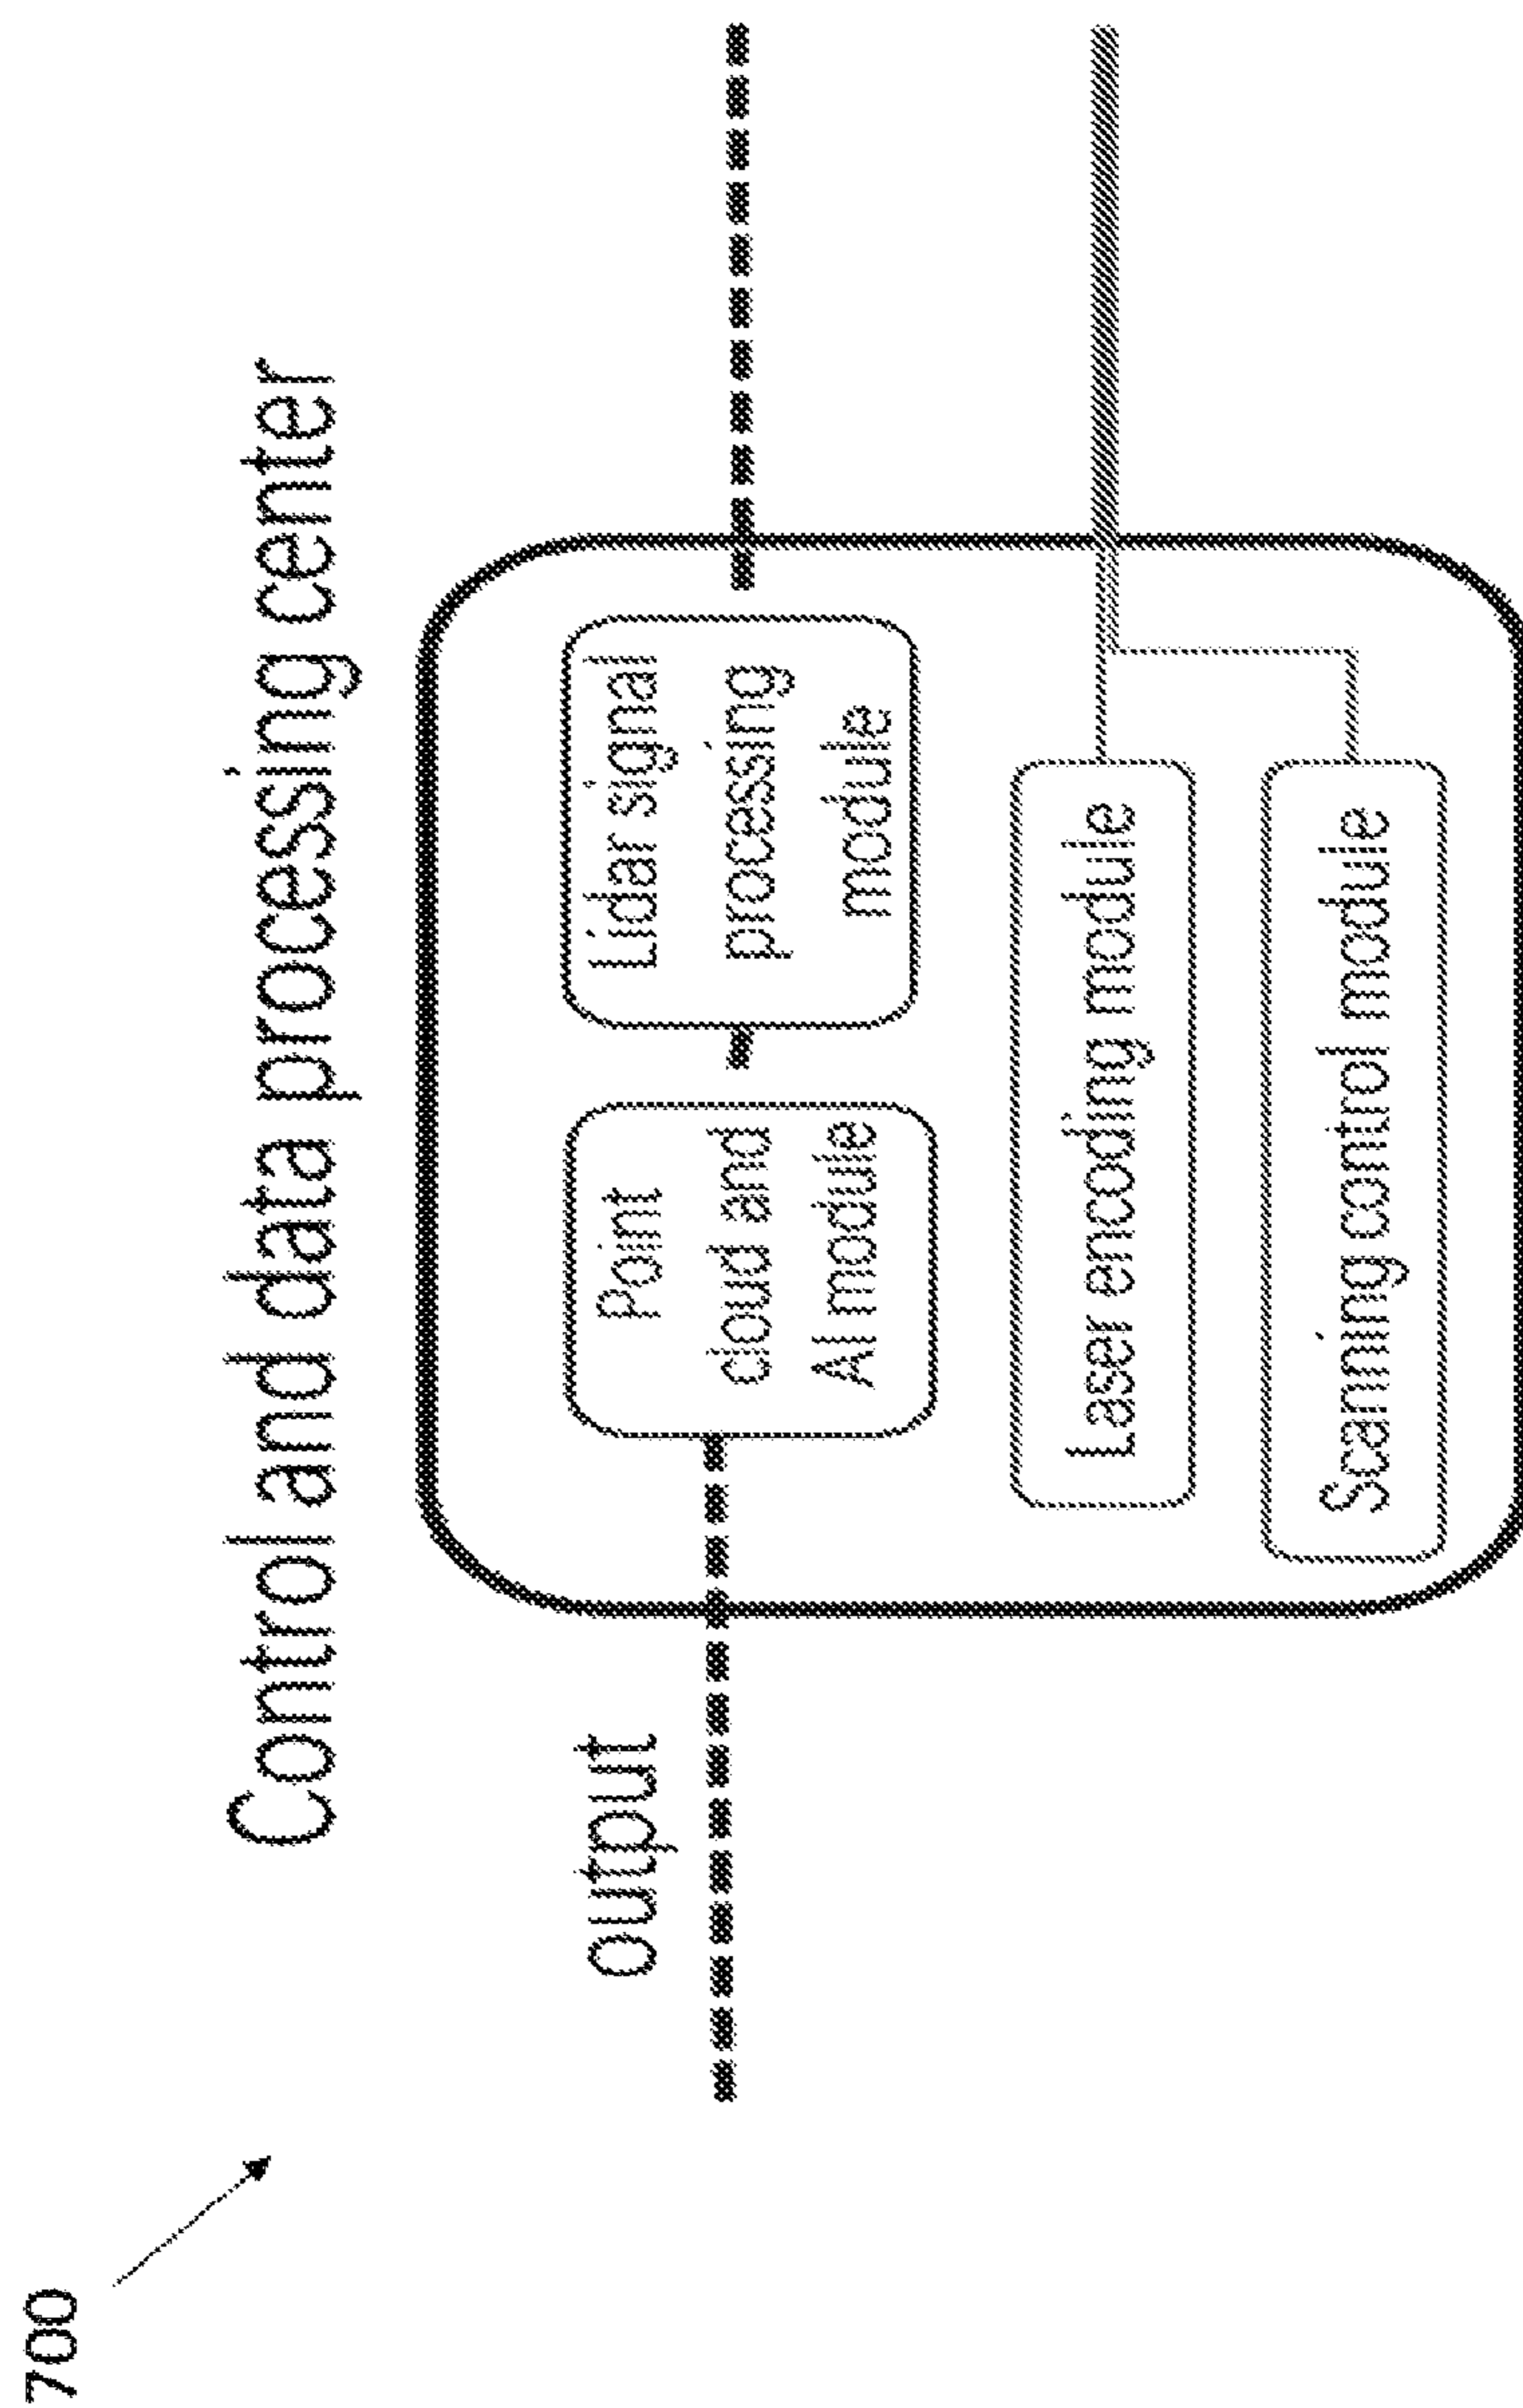 700
Control and data processing center
output
Point
cloud and
AI module
Lidar signal
processing
module
Laser encoding module
Scanning control module